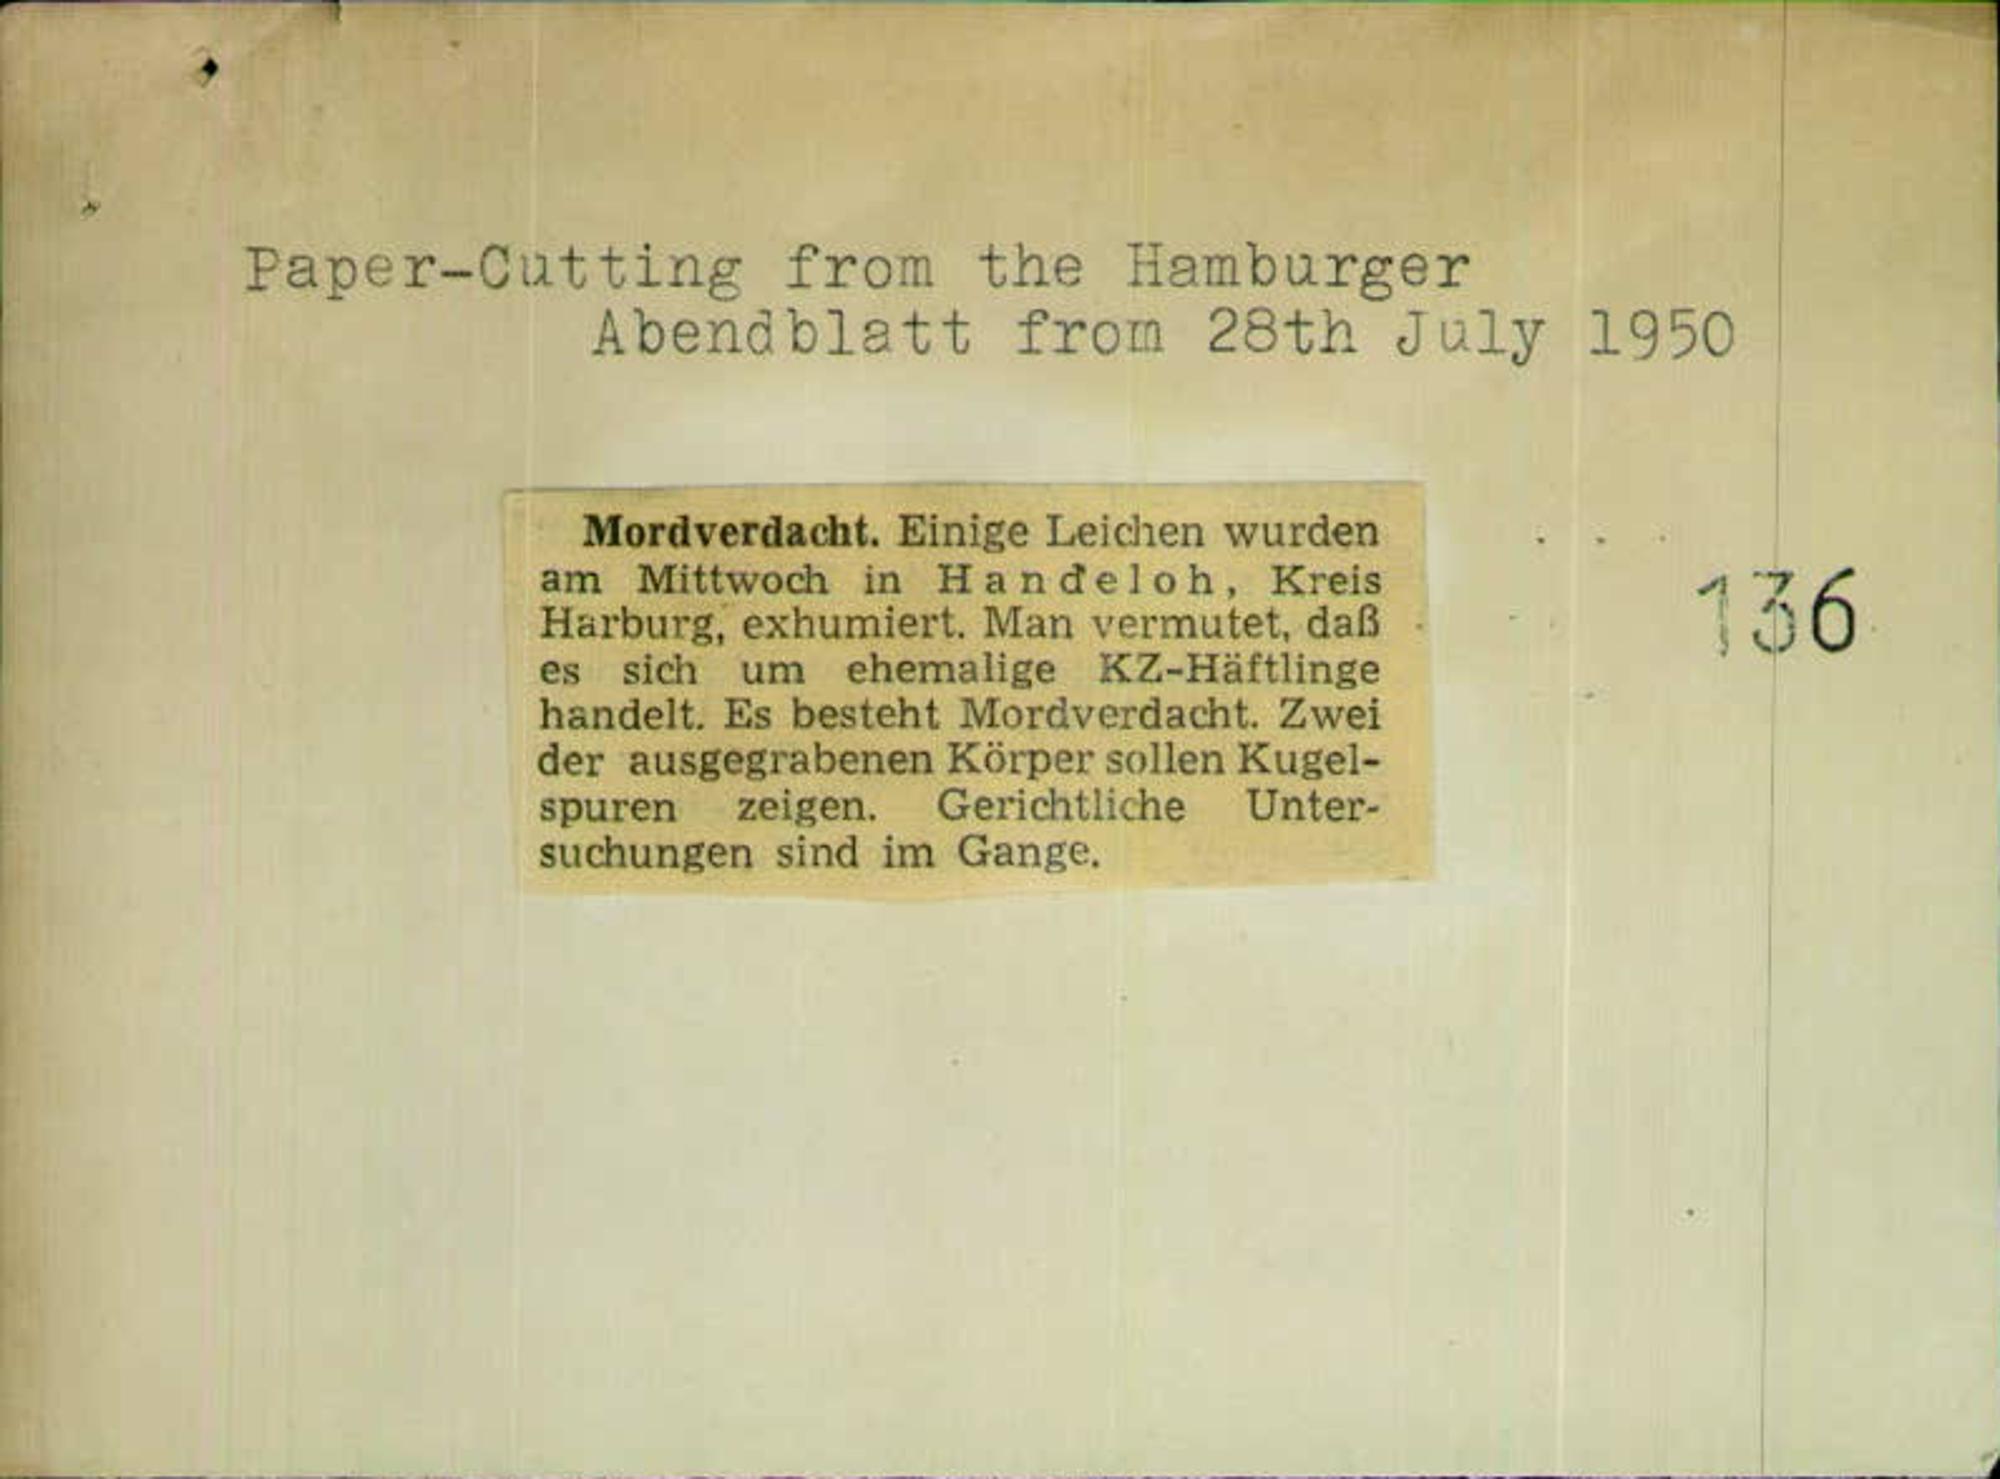 Paper-Cutting from the Hamburger
Abendblatt from 28th July 1950
Mordverdacht. Einige Leichen wurden
am Mittwoch in Handeloh, Kreis
Harburg, exhumiert. Man vermutet, daß
es sich um ehemalige KZ-Häftlinge
handelt. Es besteht Mordverdacht. Zwei
der ausgegrabenen Körper sollen Kugel-
spuren zeigen. Gerichtliche Unter-
suchungen sind im Gange.
136